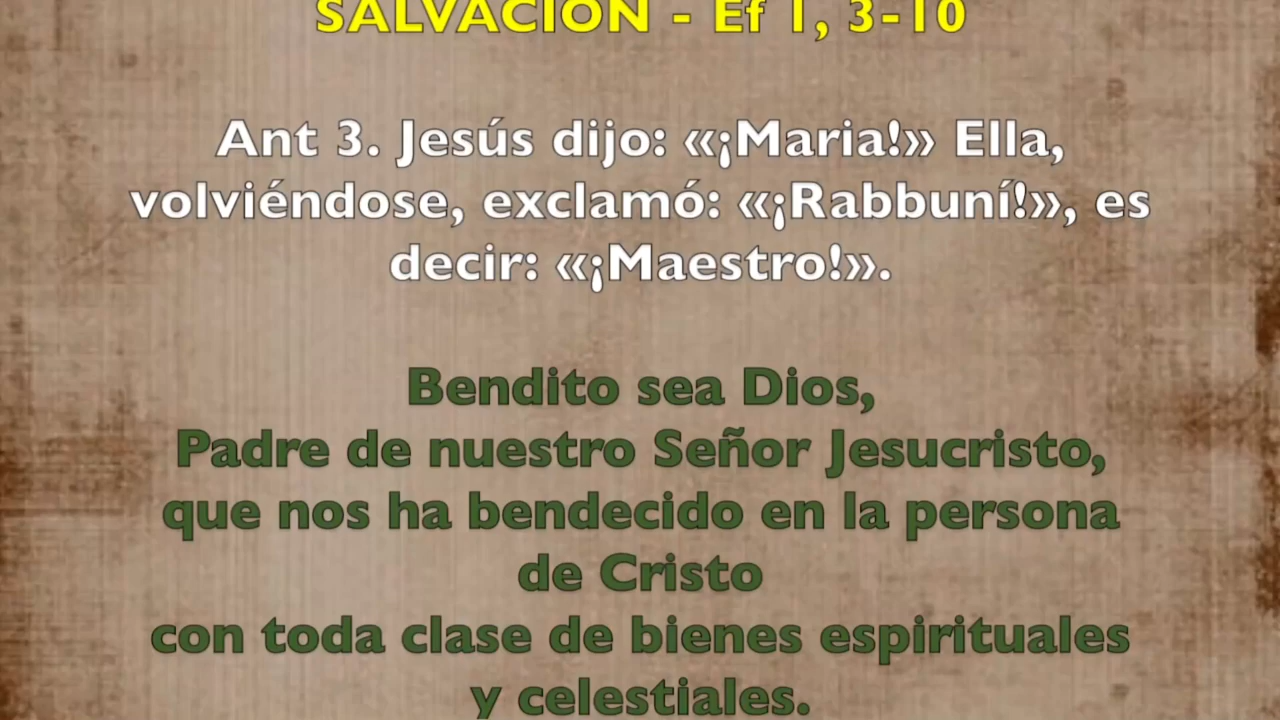 SALVACIÓN - Ef 1, 3-10
Ant 3. Jesús dijo: «¡Maria!» Ella,
volviéndose, exclamó: «¡Rabbuní!», es
decir: «¡Maestro!».
Bendito sea Dios,
Padre de nuestro Señor Jesucristo,
que nos ha bendecido en la persona
de Cristo
con toda clase de bienes espirituales
y celestiales.